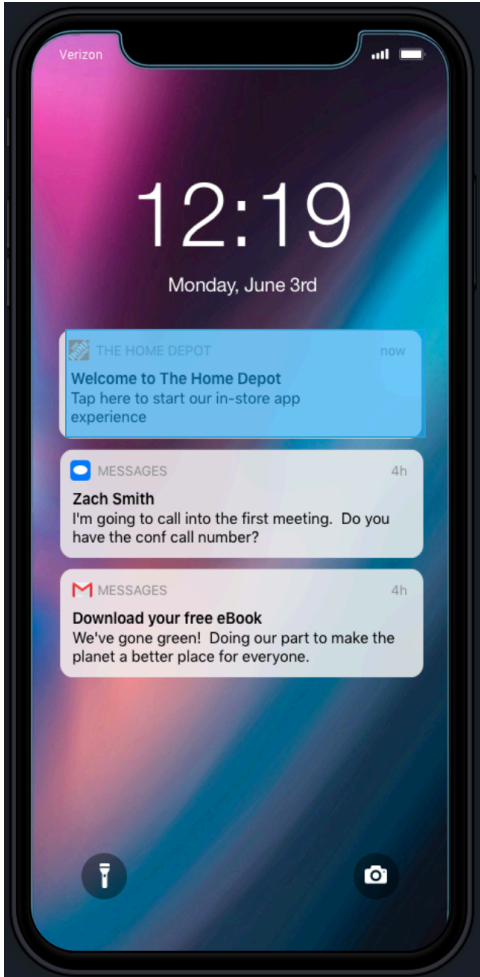 Verizon
12:19
Monday, June 3rd
THE HOME DEPOT now
Welcome to The Home Depot
Tap here to start our in-store app
experience
MESSAGES 4h
Zach Smith
I'm going to call into the first meeting.  Do you
have the conf call number?
MESSAGES 4h
Download your free eBook
We've gone green!  Doing our part to make the
planet a better place for everyone.